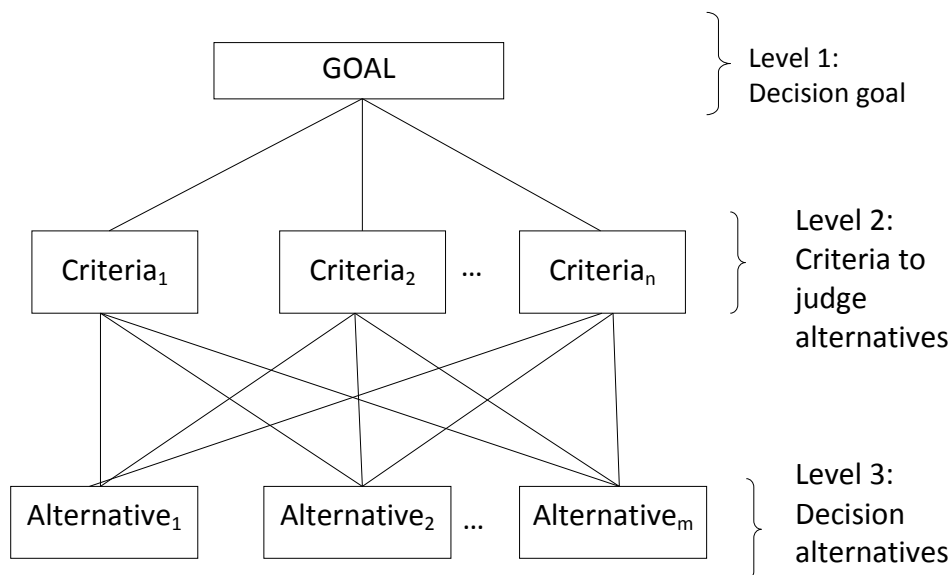 GOAL
Level 1:
Decision goal
Criteria₁
Criteria₂
...
Criteriaₙ
Level 2:
Criteria to
judge
alternatives
Alternative₁
Alternative₂
...
Alternativeₘ
Level 3:
Decision
alternatives